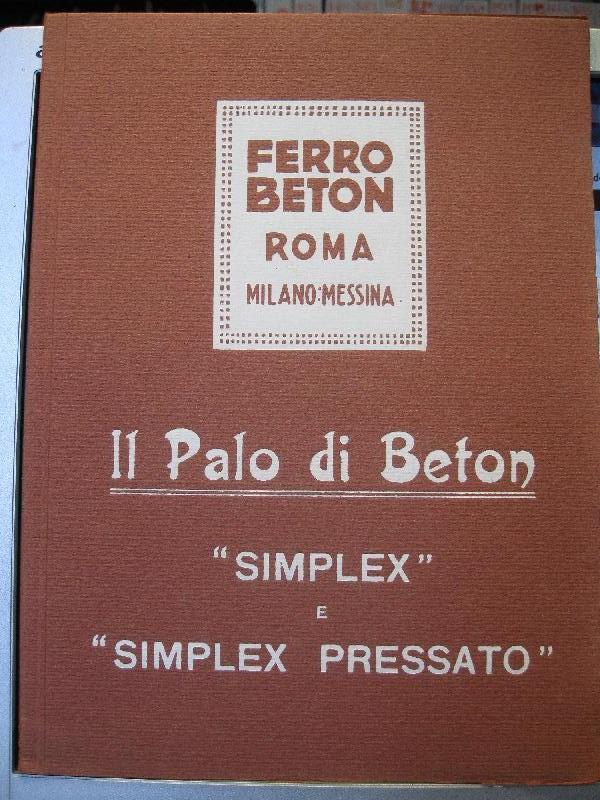 FERRO
BETON
ROMA
MILANO:MESSINA
Il Palo di Beton
"SIMPLEX"
E
"SIMPLEX PRESSATO"